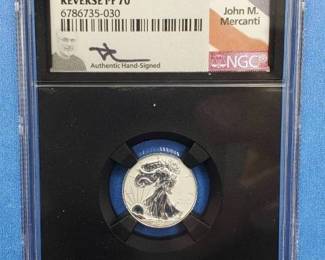 REVERSE PF 70
6786735-030
Authentic Hand-Signed
John M.
Mercanti
NGC